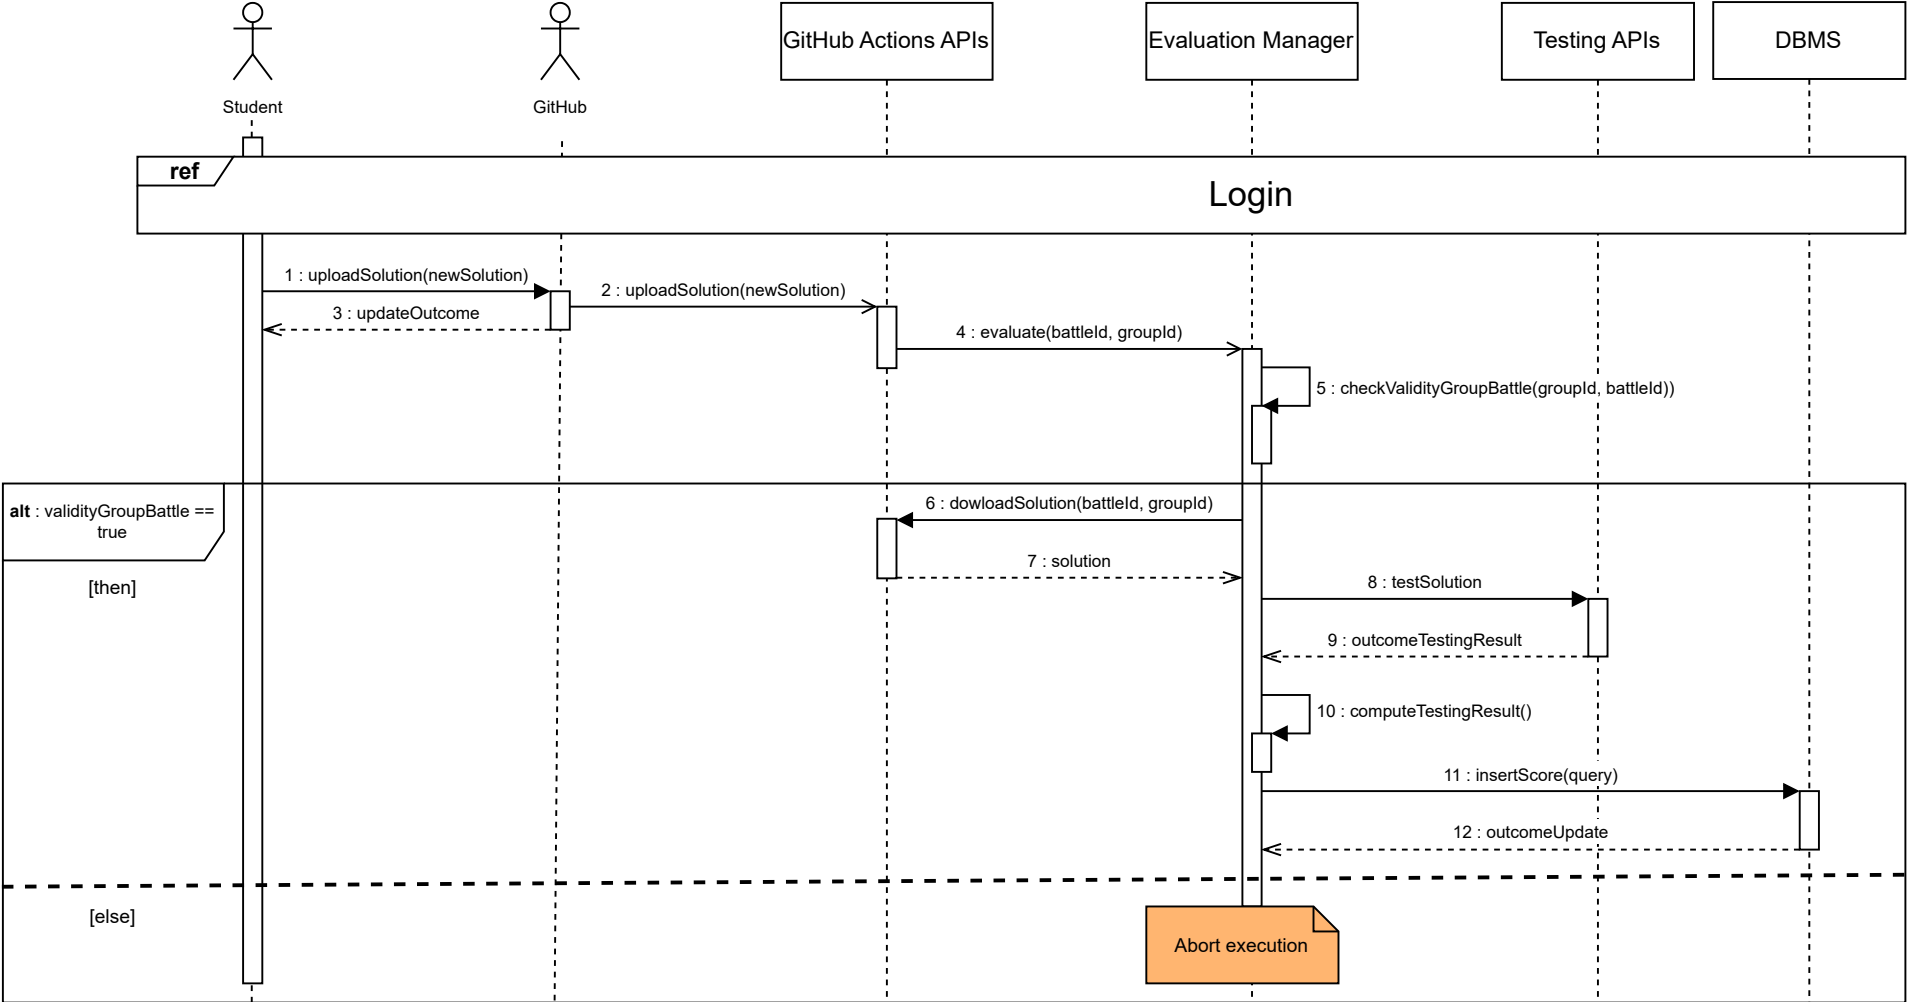 GitHub Actions APIs
Evaluation Manager
Testing APIs
DBMS
Student
GitHub
ref
Login
1 : uploadSolution(newSolution)
2 : uploadSolution(newSolution)
3 : updateOutcome
4 : evaluate(battleId, groupId)
5 : checkValidityGroupBattle(groupId, battleId))
alt : validityGroupBattle ==
true
6 : dowloadSolution(battleId, groupId)
7 : solution
[then]
8 : testSolution
9 : outcomeTestingResult
10 : computeTestingResult()
11 : insertScore(query)
12 : outcomeUpdate
[else]
Abort execution